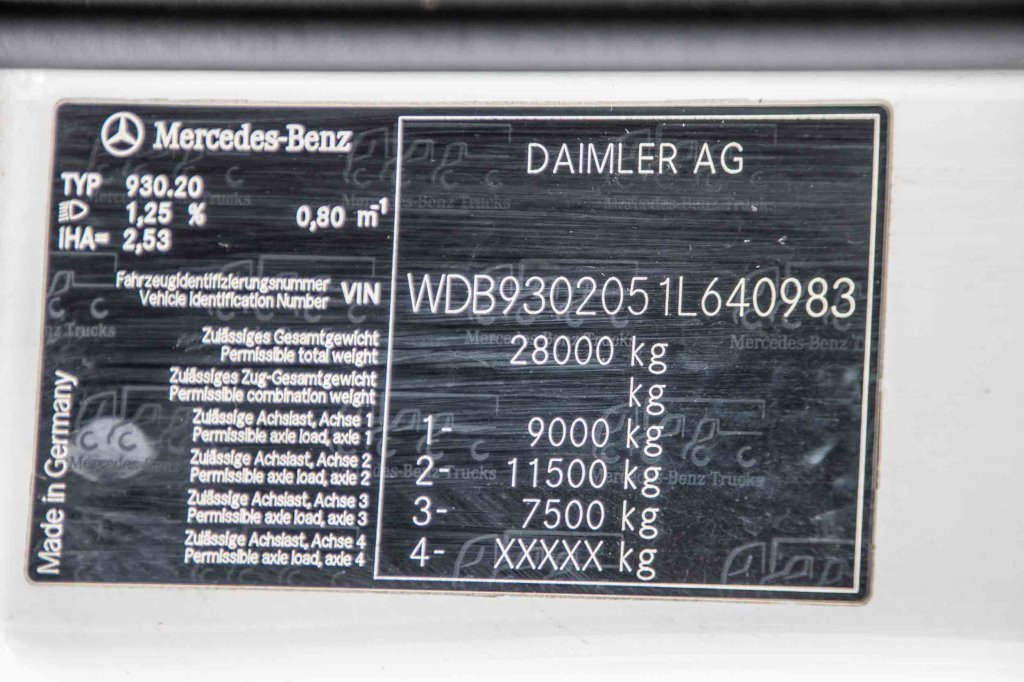 Mercedes-Benz
DAIMLER AG
TYP 930.20
1,25 % 0,80 m⁻¹
IHA= 2,53
Fahrzeugidentifizierungsnummer
Vehicle Identification Number
VIN
WDB9302051L640983
Zulässiges Gesamtgewicht
Permissible total weight
28000 kg
Zulässiges Zug-Gesamtgewicht
Permissible combination weight
kg
Zulässige Achslast, Achse 1
Permissible axle load, axle 1
1- 9000 kg
Zulässige Achslast, Achse 2
Permissible axle load, axle 2
2- 11500 kg
Zulässige Achslast, Achse 3
Permissible axle load, axle 3
3- 7500 kg
Zulässige Achslast, Achse 4
Permissible axle load, axle 4
4- XXXXX kg
Made in Germany
Mercedes-Benz Trucks